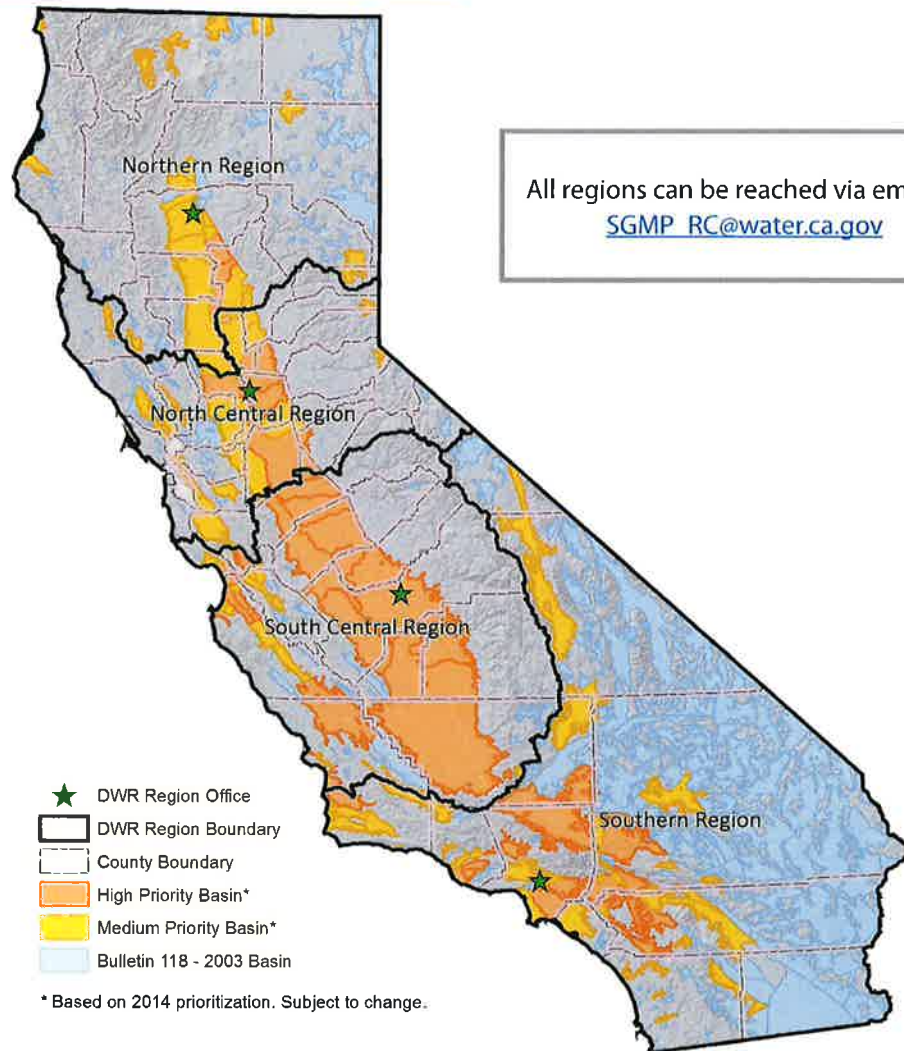 Northern Region
All regions can be reached via em
SGMP_RC@water.ca.gov
North Central Region
South Central Region
Southern Region
DWR Region Office
DWR Region Boundary
County Boundary
High Priority Basin*
Medium Priority Basin*
Bulletin 118 - 2003 Basin
* Based on 2014 prioritization. Subject to change.